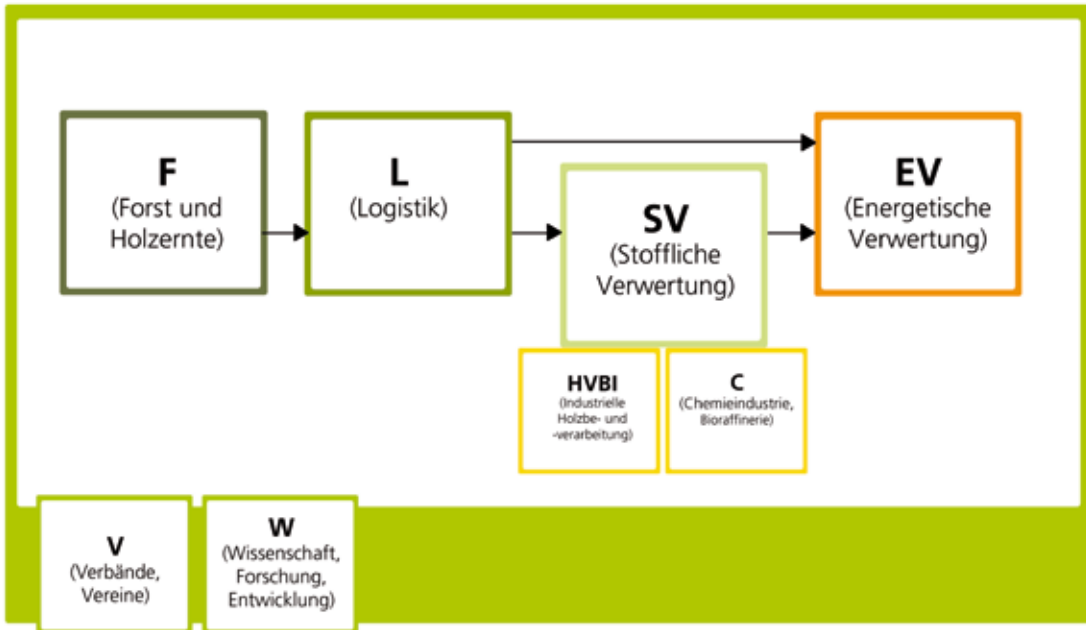 F
(Forst und
Holzernte)
L
(Logistik)
SV
(Stoffliche
Verwertung)
EV
(Energetische
Verwertung)
HVBI
(Industrielle
Holzbe- und
-verarbeitung)
C
(Chemieindustrie,
Bioraffinerie)
V
(Verbände,
Vereine)
W
(Wissenschaft,
Forschung,
Entwicklung)